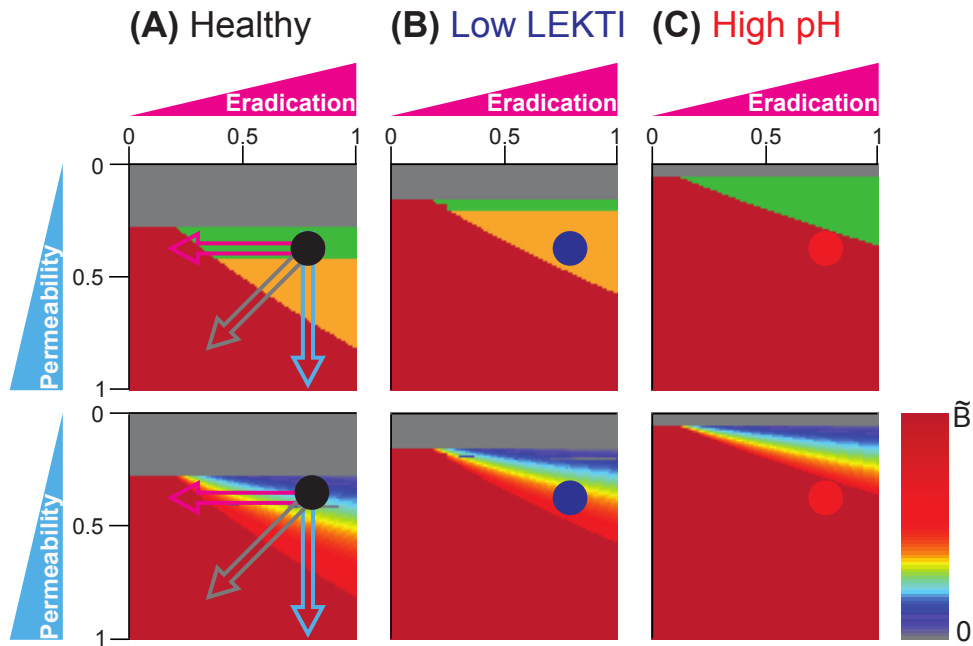 (A) Healthy (B) Low LEKTI (C) High pH
Eradication Eradication Eradication
0 0.5 1 0 0.5 1 0 0.5 1
Permeability
0
0.5
1
Permeability
0
0.5
1
B̃
0